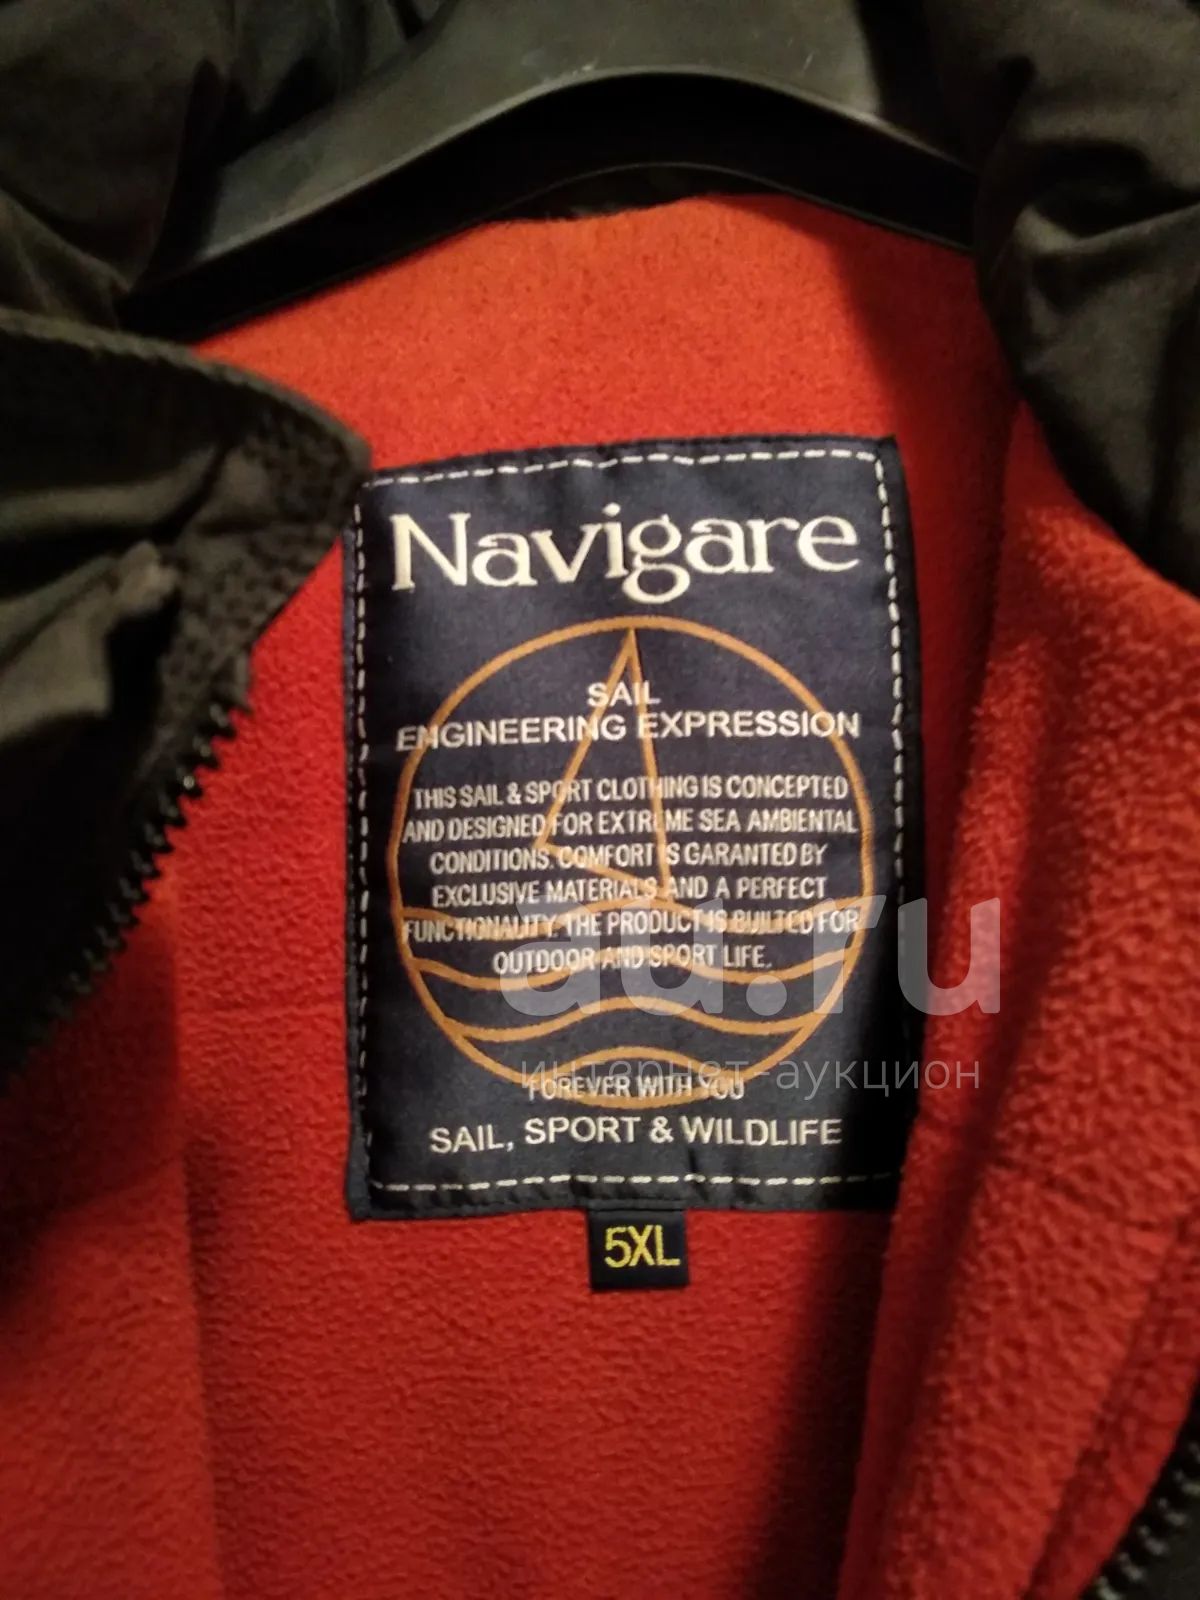 Navigare
SAIL
ENGINEERING EXPRESSION
THIS SAIL & SPORT CLOTHING IS CONCEPTED
AND DESIGNED FOR EXTREME SEA AMBIENTAL
CONDITIONS. COMFORT IS GARANTED BY
EXCLUSIVE MATERIALS AND A PERFECT
FUNCTIONALITY. THE PRODUCT IS BUILTED FOR
OUTDOOR AND SPORT LIFE.
au.ru
интернет-аукцион
FOREVER WITH YOU
SAIL, SPORT & WILDLIFE
5XL